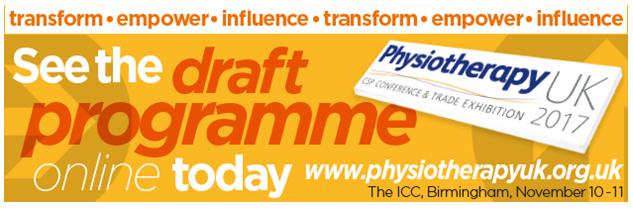 transform • empower • influence • transform • empower • influence
See the draft
programme
online today
Physiotherapy UK
CSP CONFERENCE & TRADE EXHIBITION 2017
www.physiotherapyuk.org.uk
The ICC, Birmingham, November 10-11